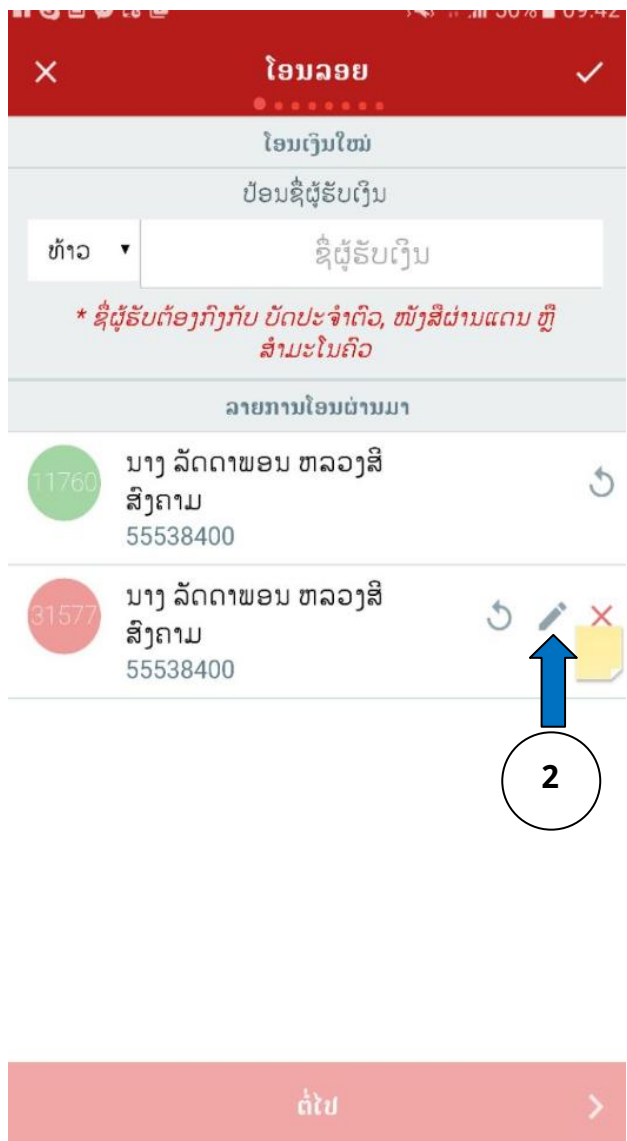 56% 09:42
ໂອນລອຍ
ໂອນເງິນໃໝ່
ປ້ອນຊື່ຜູ້ຮັບເງິນ
ທ້າວ ຊື່ຜູ້ຮັບເງິນ
* ຊື່ຜູ້ຮັບຕ້ອງກົງກັບ ບັດປະຈຳຕົວ, ໜັງສືຜ່ານແດນ ຫຼື
ສຳມະໂນຄົວ
ລາຍການໂອນຜ່ານມາ
11760
ນາງ ລັດດາພອນ ຫລວງສີ
ສົງຄາມ
55538400
31577
ນາງ ລັດດາພອນ ຫລວງສີ
ສົງຄາມ
55538400
2
ຕໍ່ໄປ